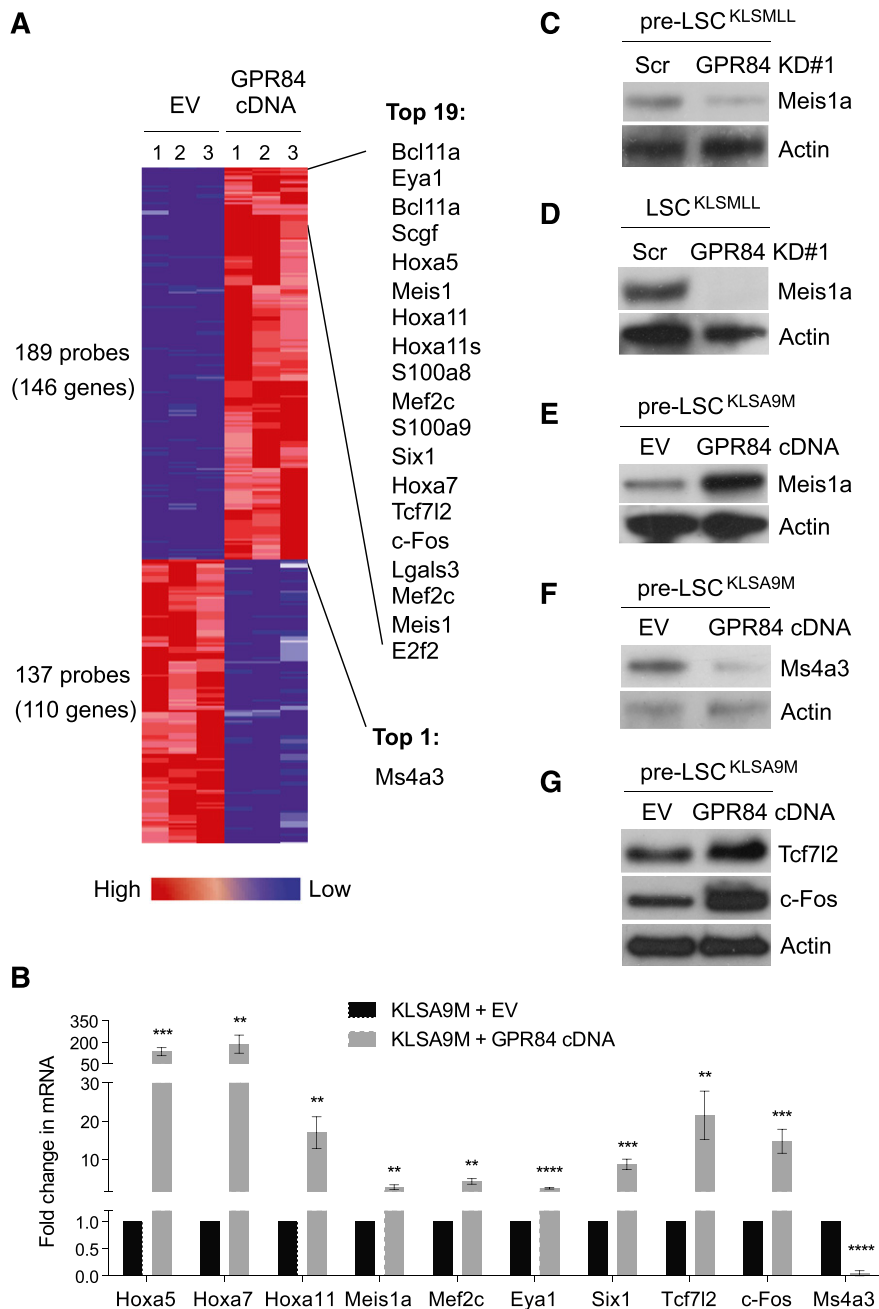 A
EV
GPR84
cDNA
1 2 3 1 2 3
189 probes
(146 genes)
137 probes
(110 genes)
Top 19:
Bcl11a
Eya1
Bcl11a
Scgf
Hoxa5
Meis1
Hoxa11
Hoxa11s
S100a8
Mef2c
S100a9
Six1
Hoxa7
Tcf7l2
c-Fos
Lgals3
Mef2c
Meis1
E2f2
Top 1:
Ms4a3
High Low
C
pre-LSC^KLSMLL
Scr GPR84 KD#1
Meis1a
Actin
D
LSC^KLSMLL
Scr GPR84 KD#1
Meis1a
Actin
E
pre-LSC^KLSA9M
EV GPR84 cDNA
Meis1a
Actin
F
pre-LSC^KLSA9M
EV GPR84 cDNA
Ms4a3
Actin
G
pre-LSC^KLSA9M
EV GPR84 cDNA
Tcf7l2
c-Fos
Actin
B
KLSA9M + EV
KLSA9M + GPR84 cDNA
Fold change in mRNA
350
200
50
30
20
10
1.0
0.5
0.0
*** ** ** ** ** **** *** ** *** ****
Hoxa5 Hoxa7 Hoxa11 Meis1a Mef2c Eya1 Six1 Tcf7l2 c-Fos Ms4a3